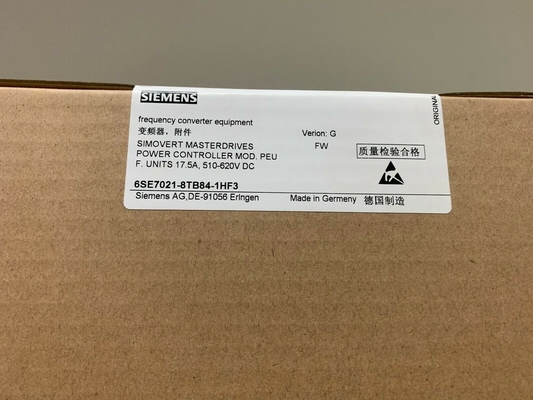 SIEMENS
ORIGINA
frequency converter equipment
变频器，附件
Verion: G
SIMOVERT MASTERDRIVES
FW
质量检验合格
POWER CONTROLLER MOD. PEU
F. UNITS 17.5A, 510-620V DC
6SE7021-8TB84-1HF3
Siemens AG,DE-91056 Erlngen
Made in Germany 德国制造